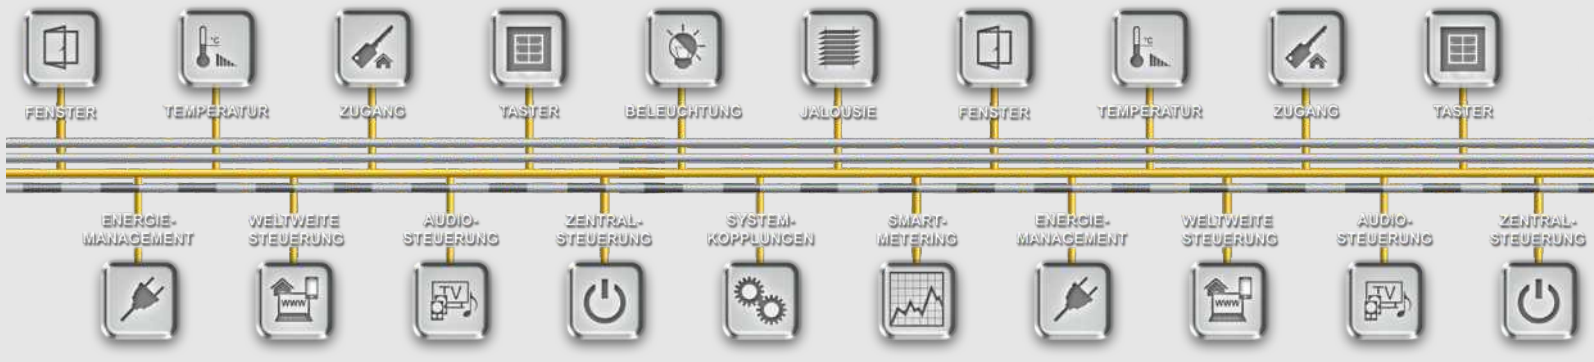 °C
°C
FENSTER
TEMPERATUR
ZUGANG
TASTER
BELEUCHTUNG
JALOUSIE
FENSTER
TEMPERATUR
ZUGANG
TASTER
ENERGIE-
MANAGEMENT
WELTWEITE
STEUERUNG
AUDIO-
STEUERUNG
ZENTRAL-
STEUERUNG
SYSTEM-
KOPPLUNGEN
SMART-
METERING
ENERGIE-
MANAGEMENT
WELTWEITE
STEUERUNG
AUDIO-
STEUERUNG
ZENTRAL-
STEUERUNG
WWW
TV
WWW
TV